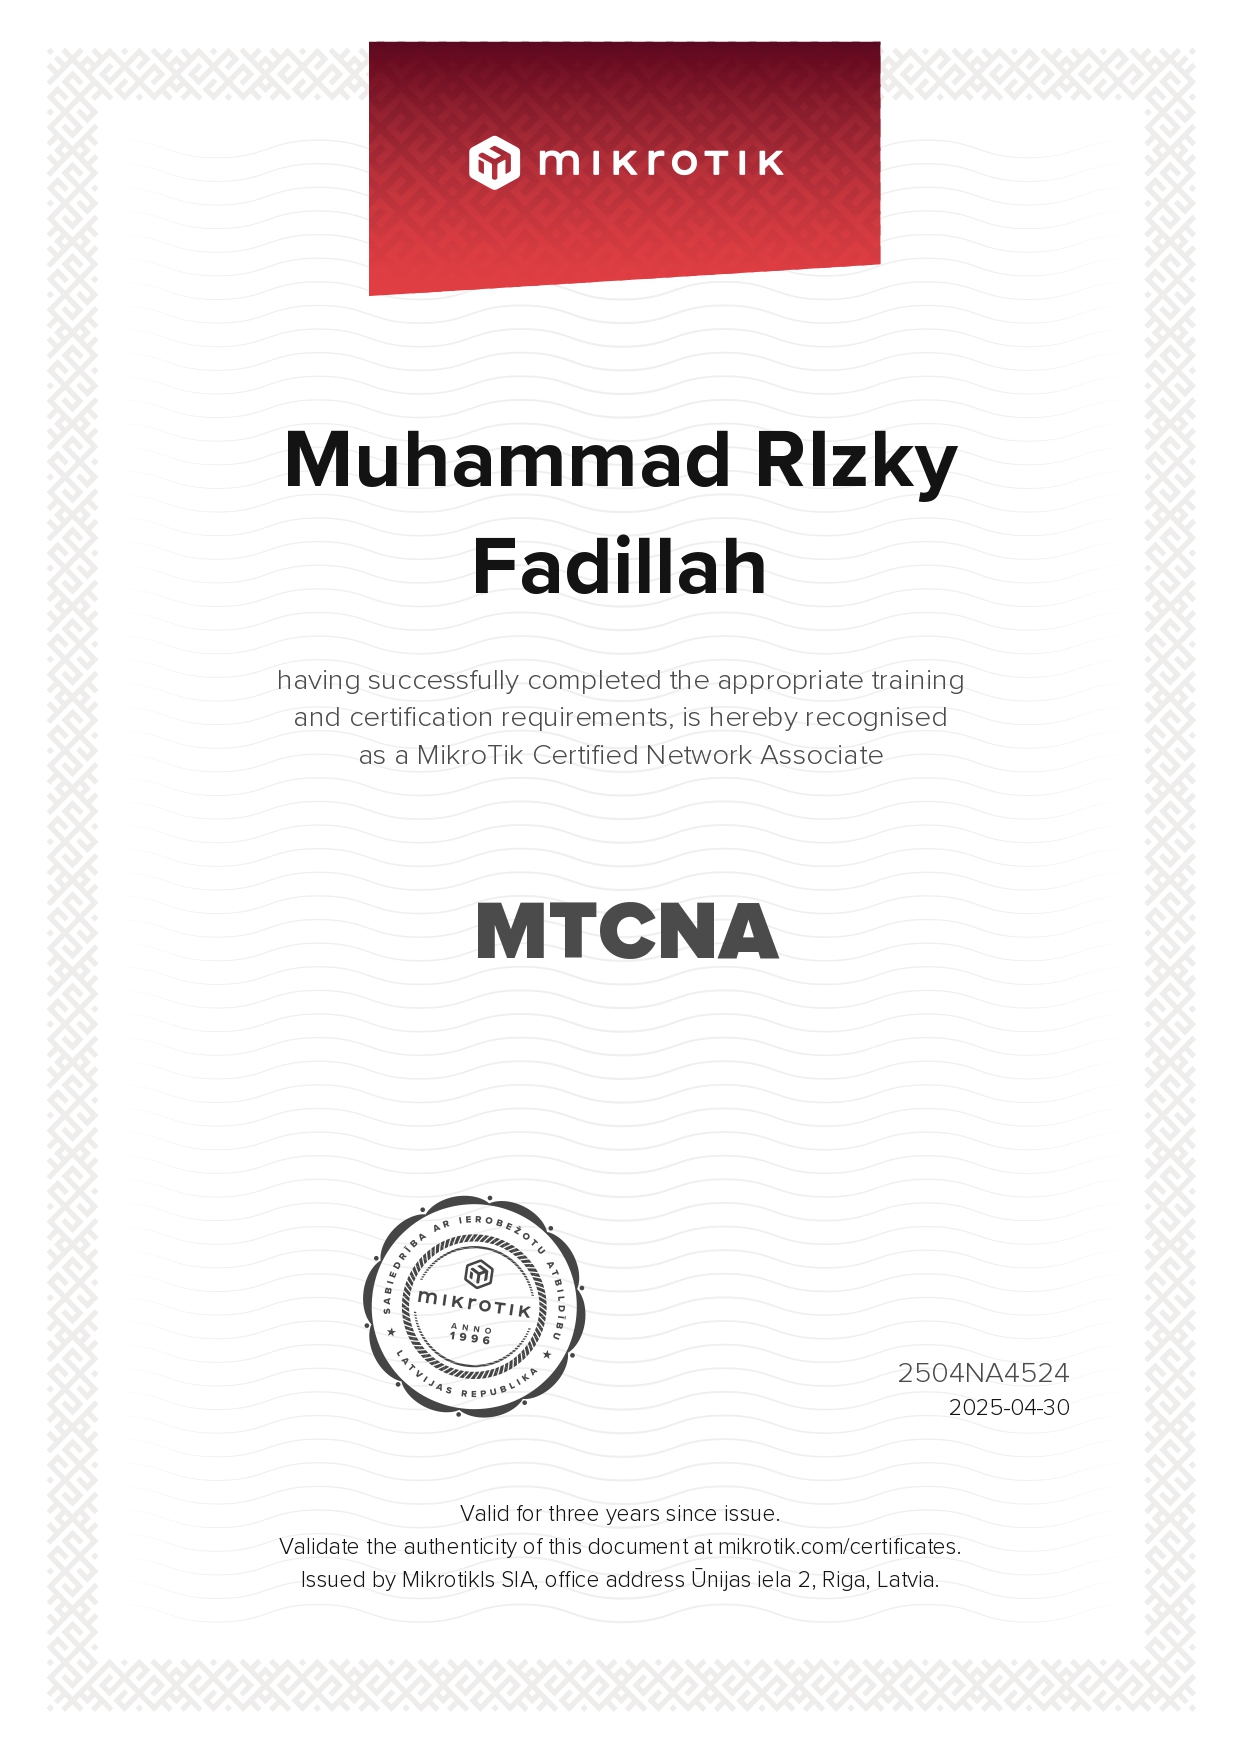 mikrotik
Muhammad RIzky
Fadillah
having successfully completed the appropriate training
and certification requirements, is hereby recognised
as a MikroTik Certified Network Associate
MTCNA
SABIEDRĪBA AR IEROBEŽOTU ATBILDĪBU
mikrotik
ANNO
1996
★ LATVIJAS REPUBLIKA ★
2504NA4524
2025-04-30
Valid for three years since issue.
Validate the authenticity of this document at mikrotik.com/certificates.
Issued by Mikrotikls SIA, office address Ūnijas iela 2, Riga, Latvia.